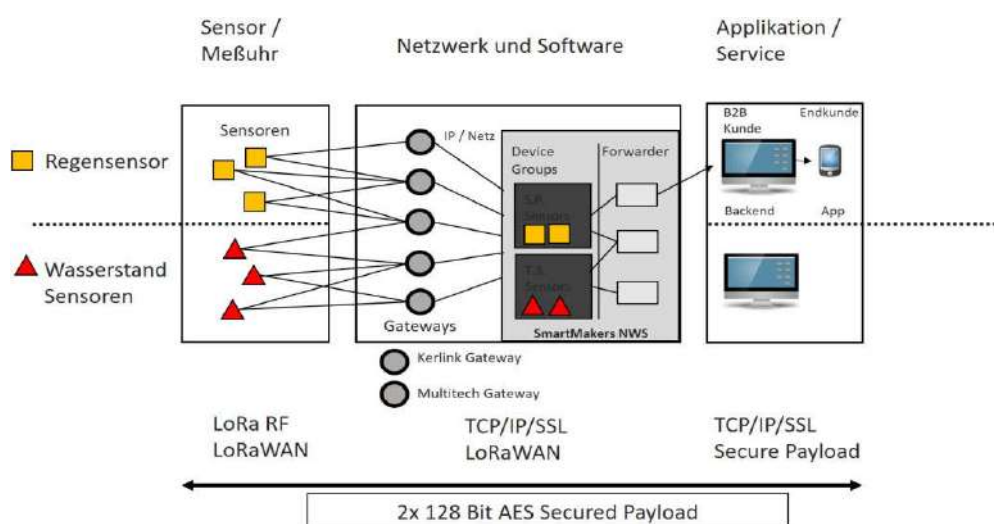 Sensor /
Meßuhr
Netzwerk und Software
Applikation /
Service
Regensensor
Wasserstand
Sensoren
Sensoren
IP / Netz
Gateways
Device
Groups
Forwarder
S.P.
Sensors
T.S.
Sensors
SmartMakers NWS
B2B
Kunde
Endkunde
Backend
App
Kerlink Gateway
Multitech Gateway
LoRa RF
LoRaWAN
TCP/IP/SSL
LoRaWAN
TCP/IP/SSL
Secure Payload
2x 128 Bit AES Secured Payload